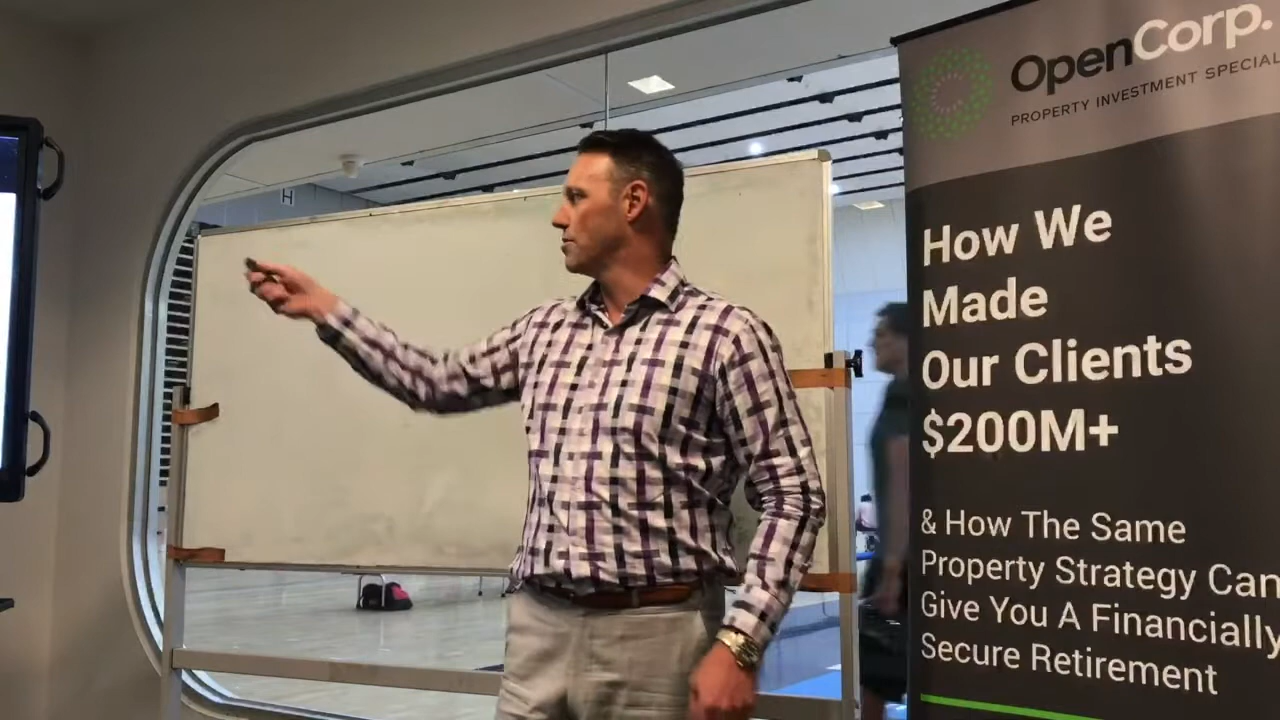 H
OpenCorp.
PROPERTY INVESTMENT
How We
Made
Our Clients
$200M+
& How The Same
Property Strategy Can
Give You A Financially
Secure Retirement